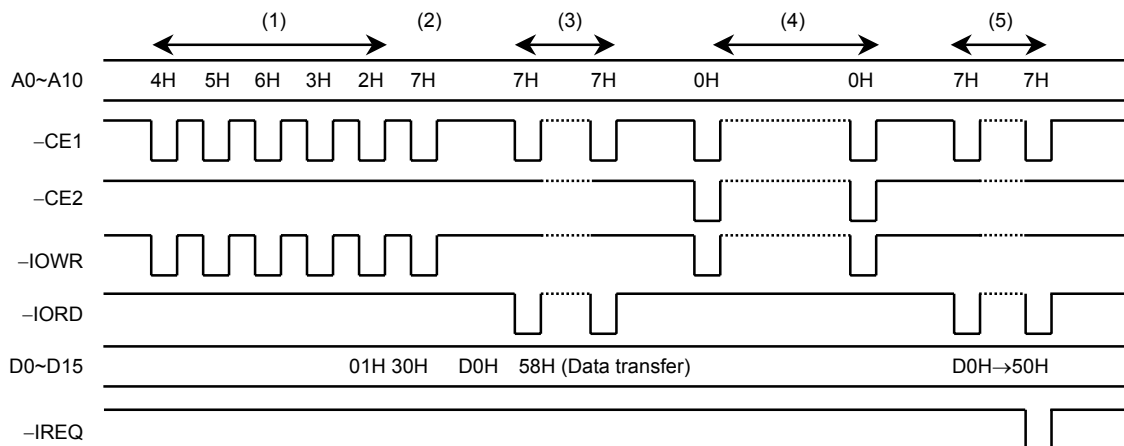 (1) (2) (3) (4) (5)
A0~A10 4H 5H 6H 3H 2H 7H 7H 7H 0H 0H 7H 7H
–CE1
–CE2
–IOWR
–IORD
D0~D15 01H 30H D0H 58H (Data transfer) D0H→50H
–IREQ